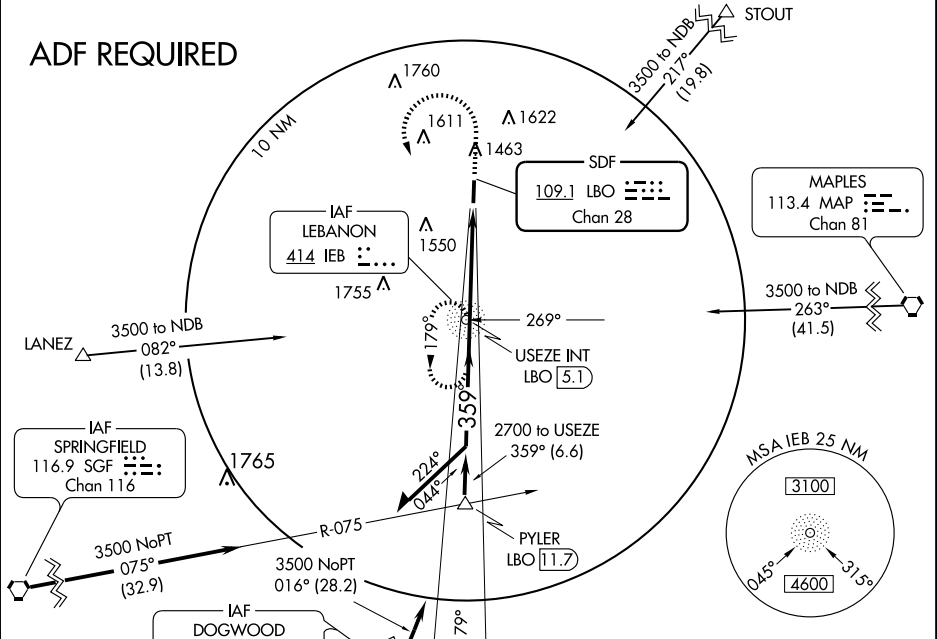 ADF REQUIRED
STOUT
3500 to NDB
217°
(19.8)
1760
1611
1622
1463
10 NM
SDF
109.1 LBO
Chan 28
MAPLES
113.4 MAP
Chan 81
IAF
LEBANON
414 IEB
1550
1755
3500 to NDB
263°
(41.5)
3500 to NDB
082°
(13.8)
LANEZ
179°
269°
USEZE INT
LBO 5.1
359°
2700 to USEZE
359° (6.6)
IAF
SPRINGFIELD
116.9 SGF
Chan 116
1765
224°
044°
MSA IEB 25 NM
3100
045°
315°
4600
R-075
PYLER
LBO 11.7
3500 NoPT
075°
(32.9)
3500 NoPT
016° (28.2)
IAF
DOGWOOD
79°